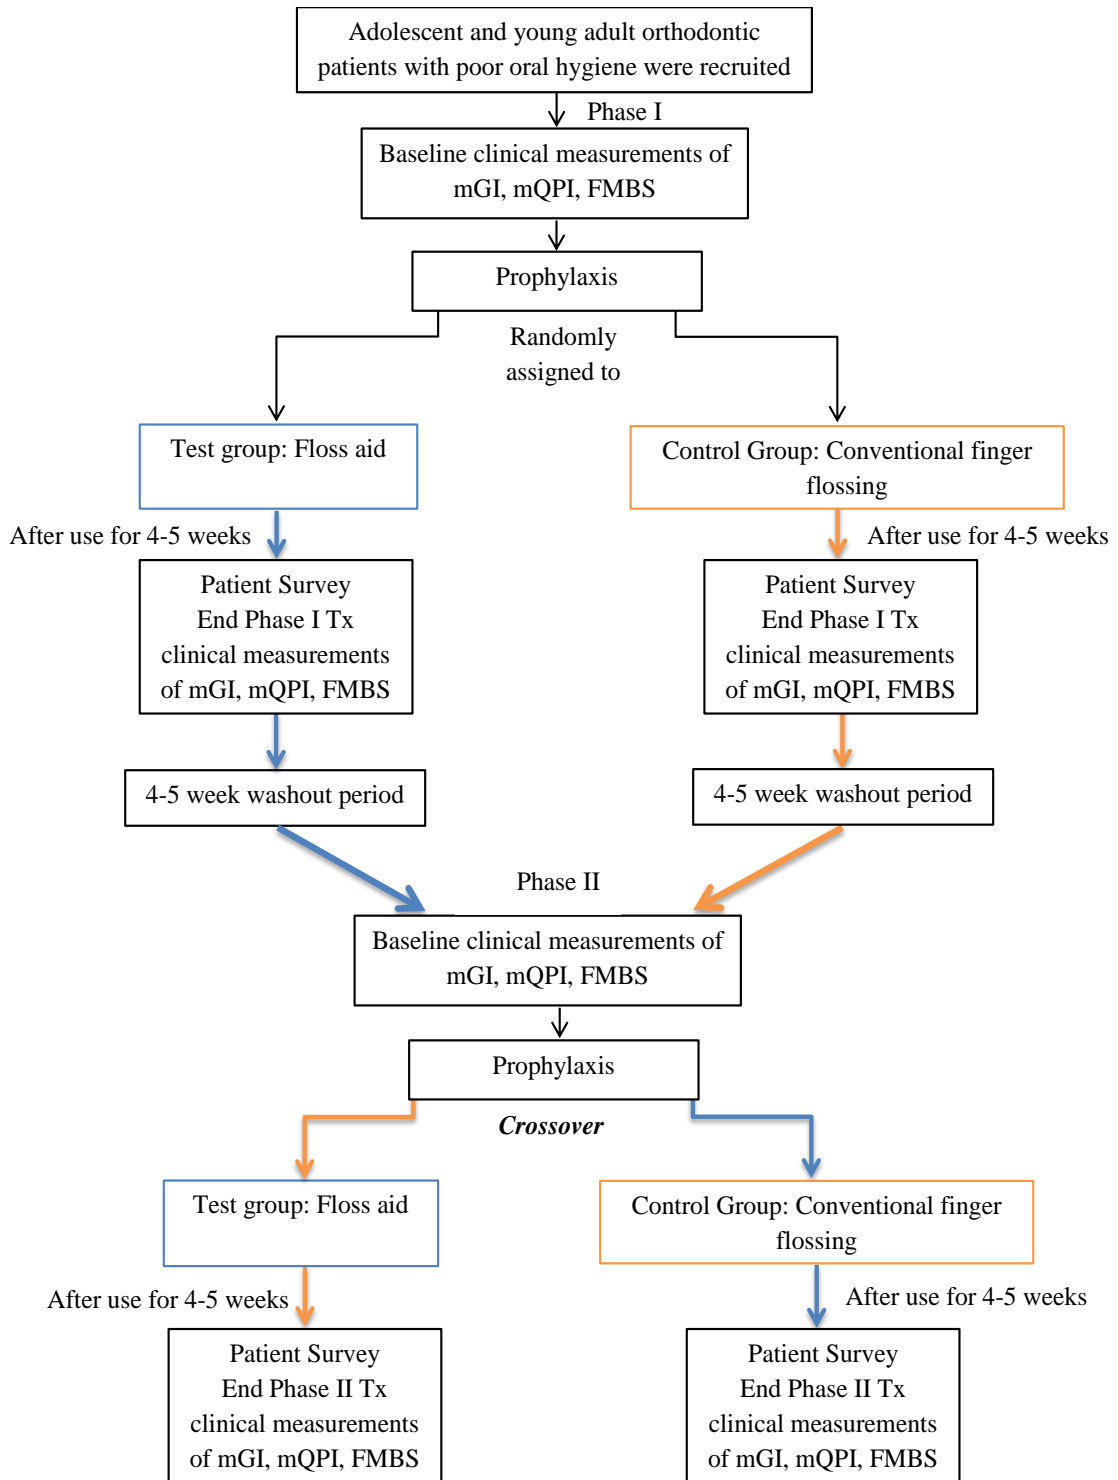 Adolescent and young adult orthodontic
patients with poor oral hygiene were recruited
Phase I
Baseline clinical measurements of
mGI, mQPI, FMBS
Prophylaxis
Randomly
assigned to
Test group: Floss aid
Control Group: Conventional finger
flossing
After use for 4-5 weeks
After use for 4-5 weeks
Patient Survey
End Phase I Tx
clinical measurements
of mGI, mQPI, FMBS
Patient Survey
End Phase I Tx
clinical measurements
of mGI, mQPI, FMBS
4-5 week washout period
4-5 week washout period
Phase II
Baseline clinical measurements of
mGI, mQPI, FMBS
Prophylaxis
Crossover
Test group: Floss aid
Control Group: Conventional finger
flossing
After use for 4-5 weeks
After use for 4-5 weeks
Patient Survey
End Phase II Tx
clinical measurements
of mGI, mQPI, FMBS
Patient Survey
End Phase II Tx
clinical measurements
of mGI, mQPI, FMBS